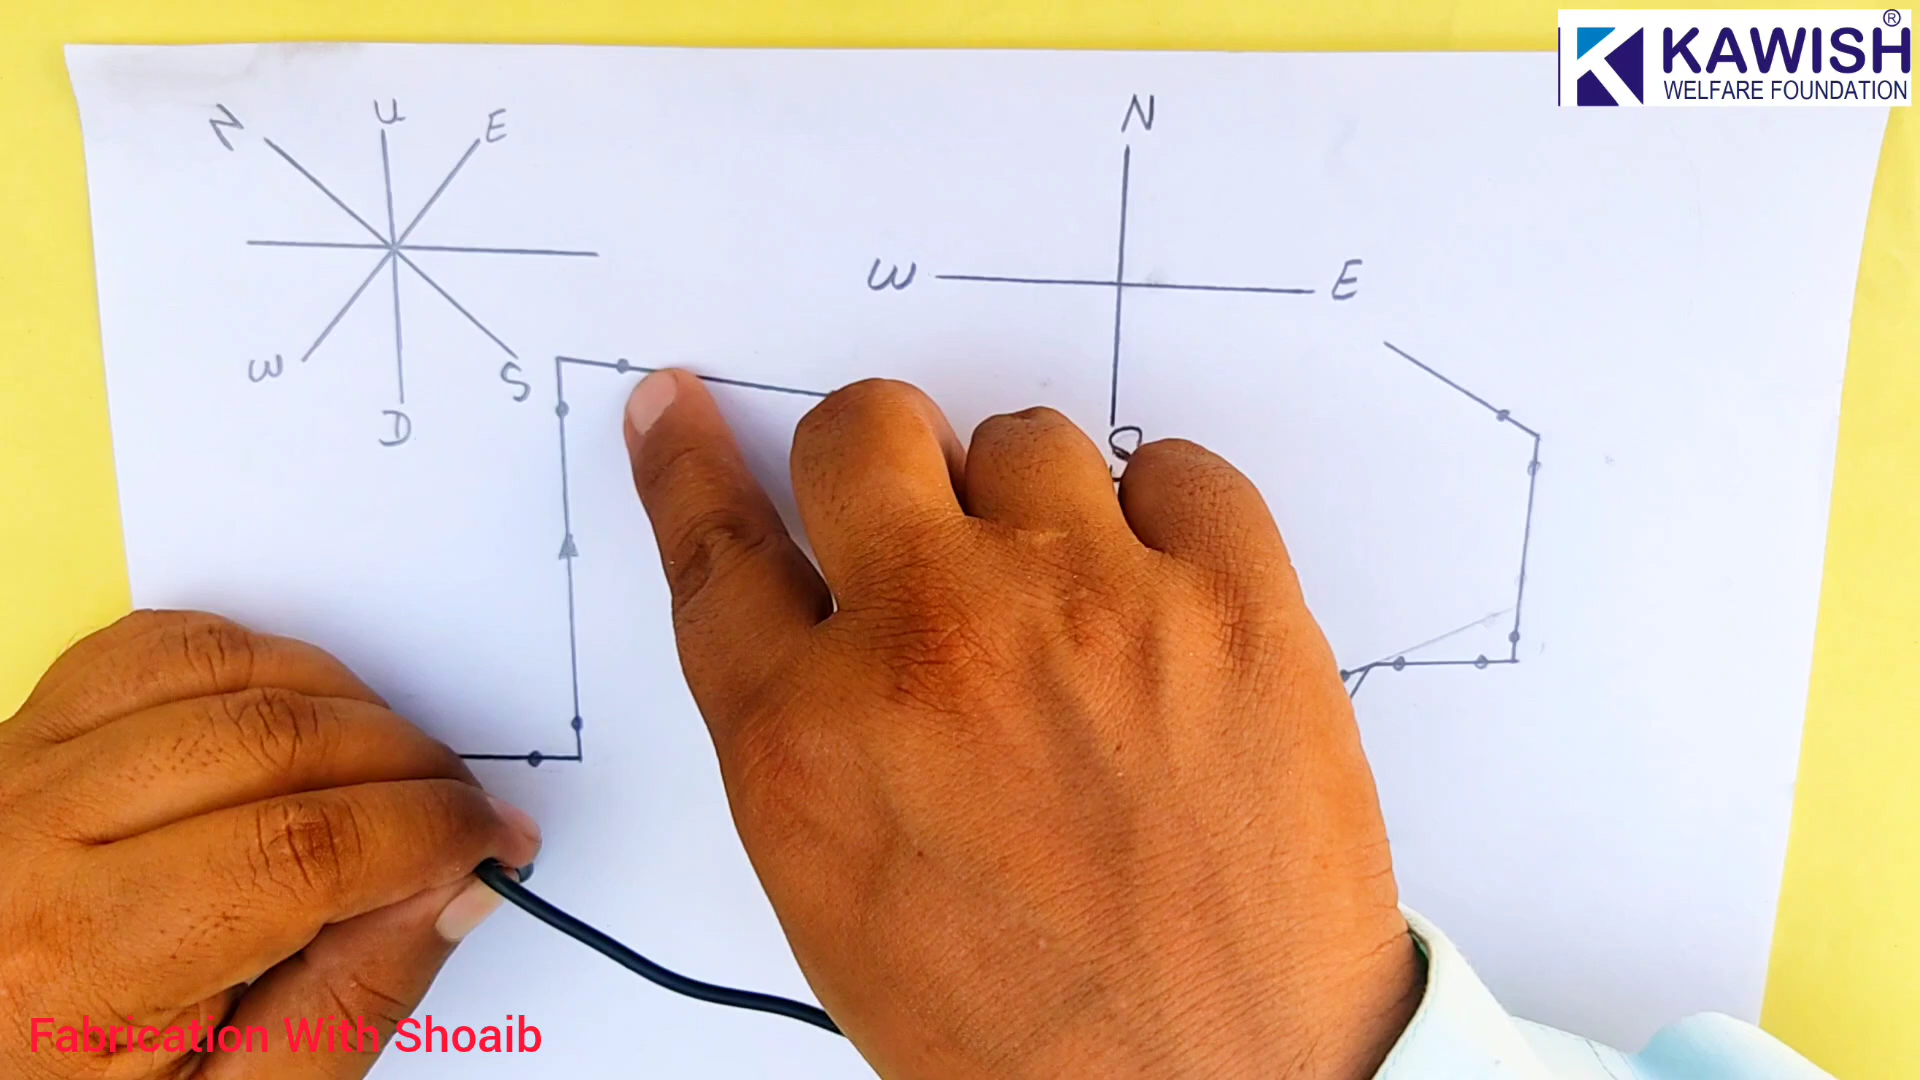 KAWISH®
WELFARE FOUNDATION
N U E
W S
D
N
W E
S
Fabrication With Shoaib